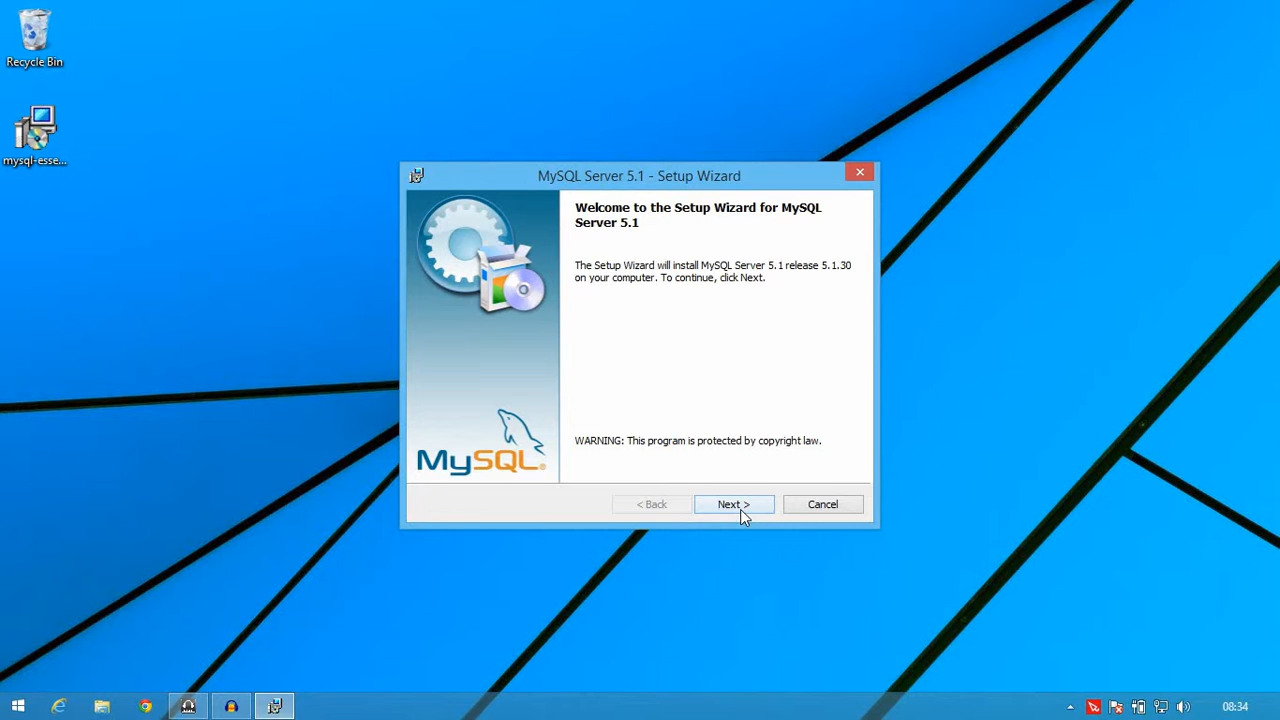 Recycle Bin
mysql-esse...
MySQL Server 5.1 - Setup Wizard
Welcome to the Setup Wizard for MySQL
Server 5.1
The Setup Wizard will install MySQL Server 5.1 release 5.1.30
on your computer. To continue, click Next.
MySQL®
WARNING: This program is protected by copyright law.
< Back
Next >
Cancel
08:34